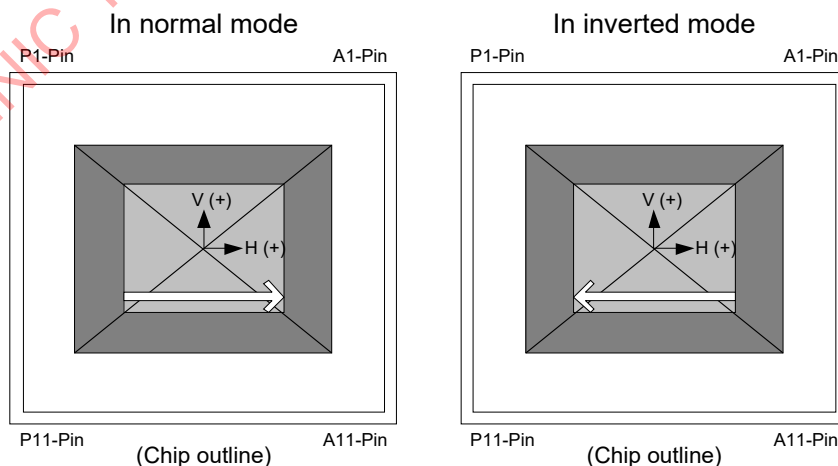 In normal mode
In inverted mode
P1-Pin
A1-Pin
P1-Pin
A1-Pin
V (+)
H (+)
V (+)
H (+)
P11-Pin
A11-Pin
P11-Pin
A11-Pin
(Chip outline)
(Chip outline)